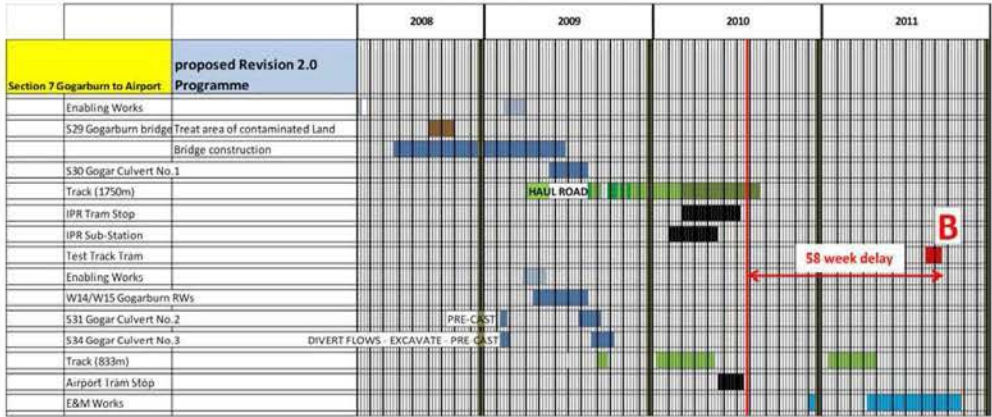 2008 2009 2010 2011
proposed Revision 2.0
Section 7 Gogarburn to Airport Programme
Enabling Works
S29 Gogarburn bridge Treat area of contaminated Land
Bridge construction
S30 Gogar Culvert No.1
Track (1750m) HAUL ROAD
IPR Tram Stop
IPR Sub-Station B
Test Track Tram 58 week delay
Enabling Works
W14/W15 Gogarburn RWs
S31 Gogar Culvert No.2 PRE-CAST
S34 Gogar Culvert No.3 DIVERT FLOWS - EXCAVATE - PRE-CAST
Track (833m)
Airport Tram Stop
E&M Works